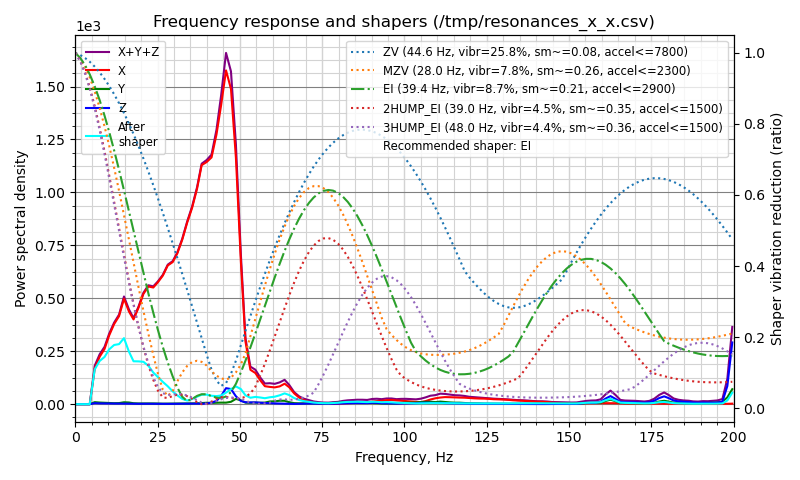 Frequency response and shapers (/tmp/resonances_x_x.csv)
1e3
X+Y+Z
X
Y
Z
After
shaper
ZV (44.6 Hz, vibr=25.8%, sm~=0.08, accel<=7800)
MZV (28.0 Hz, vibr=7.8%, sm~=0.26, accel<=2300)
EI (39.4 Hz, vibr=8.7%, sm~=0.21, accel<=2900)
2HUMP_EI (39.0 Hz, vibr=4.5%, sm~=0.35, accel<=1500)
3HUMP_EI (48.0 Hz, vibr=4.4%, sm~=0.36, accel<=1500)
Recommended shaper: EI
Power spectral density
1.50
1.25
1.00
0.75
0.50
0.25
0.00
1.0
0.8
0.6
0.4
0.2
0.0
Shaper vibration reduction (ratio)
0 25 50 75 100 125 150 175 200
Frequency, Hz